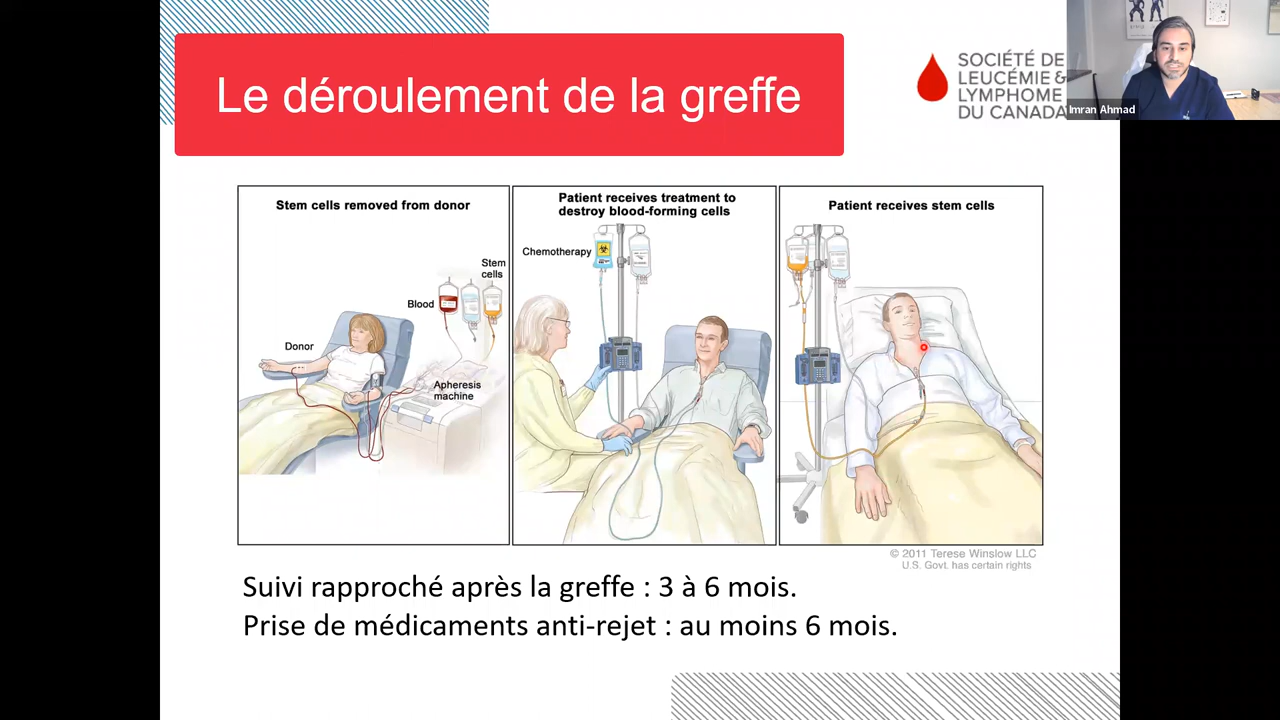 Le déroulement de la greffe
SOCIÉTÉ DE
LEUCÉMIE &
LYMPHOME
DU CANADA
Imran Ahmad
Stem cells removed from donor
Stem
cells
Blood
Donor
Apheresis
machine
Patient receives treatment to
destroy blood-forming cells
Chemotherapy
Patient receives stem cells
© 2011 Terese Winslow LLC
U.S. Govt. has certain rights
Suivi rapproché après la greffe : 3 à 6 mois.
Prise de médicaments anti-rejet : au moins 6 mois.